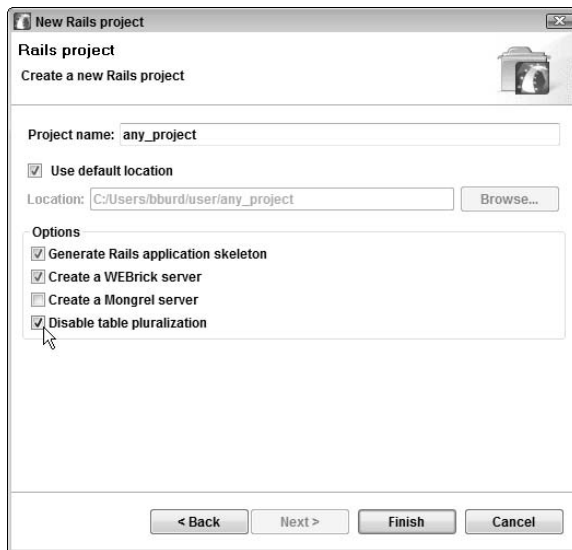 New Rails project
Rails project
Create a new Rails project
Project name: any_project
Use default location
Location: C:/Users/bburd/user/any_project Browse...
Options
Generate Rails application skeleton
Create a WEBrick server
Create a Mongrel server
Disable table pluralization
< Back Next > Finish Cancel